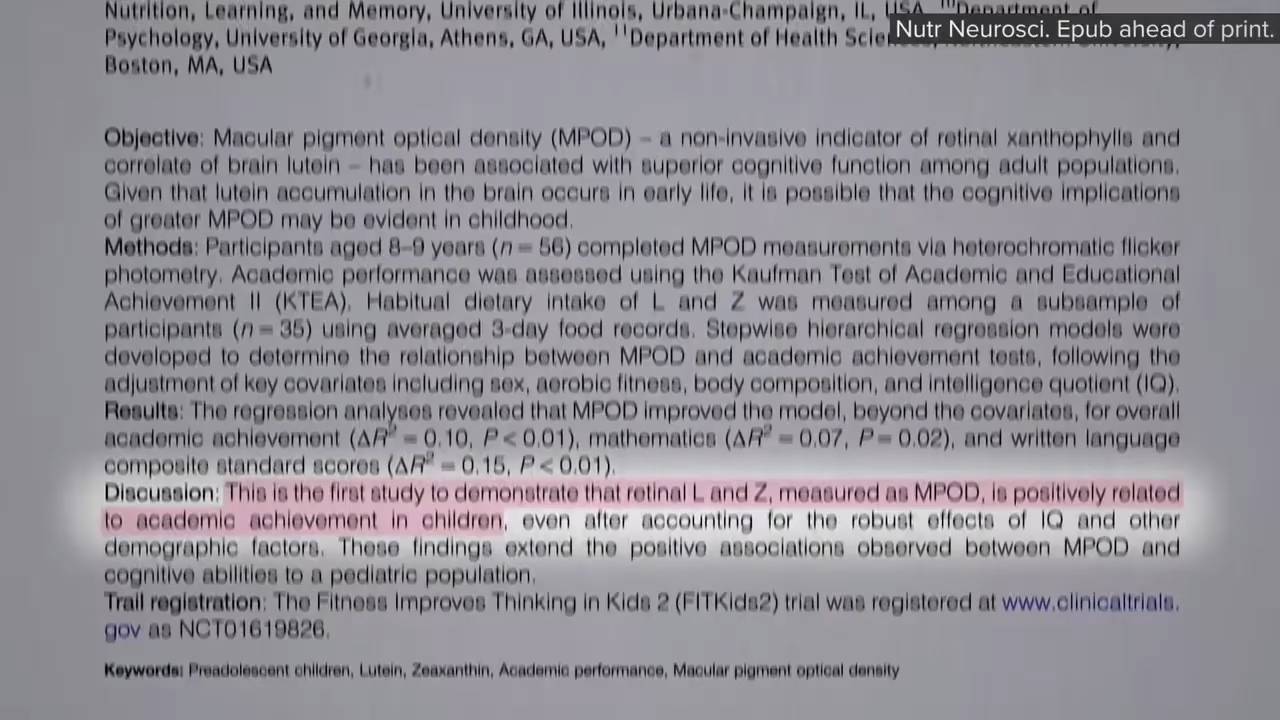 Nutrition, Learning, and Memory, University of Illinois, Urbana-Champaign, IL, USA, Department of
Nutr Neurosci. Epub ahead of print.
Psychology, University of Georgia, Athens, GA, USA, ¹¹Department of Health
Boston, MA, USA
Objective: Macular pigment optical density (MPOD) – a non-invasive indicator of retinal xanthophylls and
correlate of brain lutein – has been associated with superior cognitive function among adult populations.
Given that lutein accumulation in the brain occurs in early life, it is possible that the cognitive implications
of greater MPOD may be evident in childhood.
Methods: Participants aged 8–9 years (n = 56) completed MPOD measurements via heterochromatic flicker
photometry. Academic performance was assessed using the Kaufman Test of Academic and Educational
Achievement II (KTEA). Habitual dietary intake of L and Z was measured among a subsample of
participants (n = 35) using averaged 3-day food records. Stepwise hierarchical regression models were
developed to determine the relationship between MPOD and academic achievement tests, following the
adjustment of key covariates including sex, aerobic fitness, body composition, and intelligence quotient (IQ).
Results: The regression analyses revealed that MPOD improved the model, beyond the covariates, for overall
academic achievement (ΔR² = 0.10, P < 0.01), mathematics (ΔR² = 0.07, P = 0.02), and written language
composite standard scores (ΔR² = 0.15, P < 0.01).
Discussion: This is the first study to demonstrate that retinal L and Z, measured as MPOD, is positively related
to academic achievement in children, even after accounting for the robust effects of IQ and other
demographic factors. These findings extend the positive associations observed between MPOD and
cognitive abilities to a pediatric population.
Trail registration: The Fitness Improves Thinking in Kids 2 (FITKids2) trial was registered at www.clinicaltrials.
gov as NCT01619826.
Keywords: Preadolescent children, Lutein, Zeaxanthin, Academic performance, Macular pigment optical density